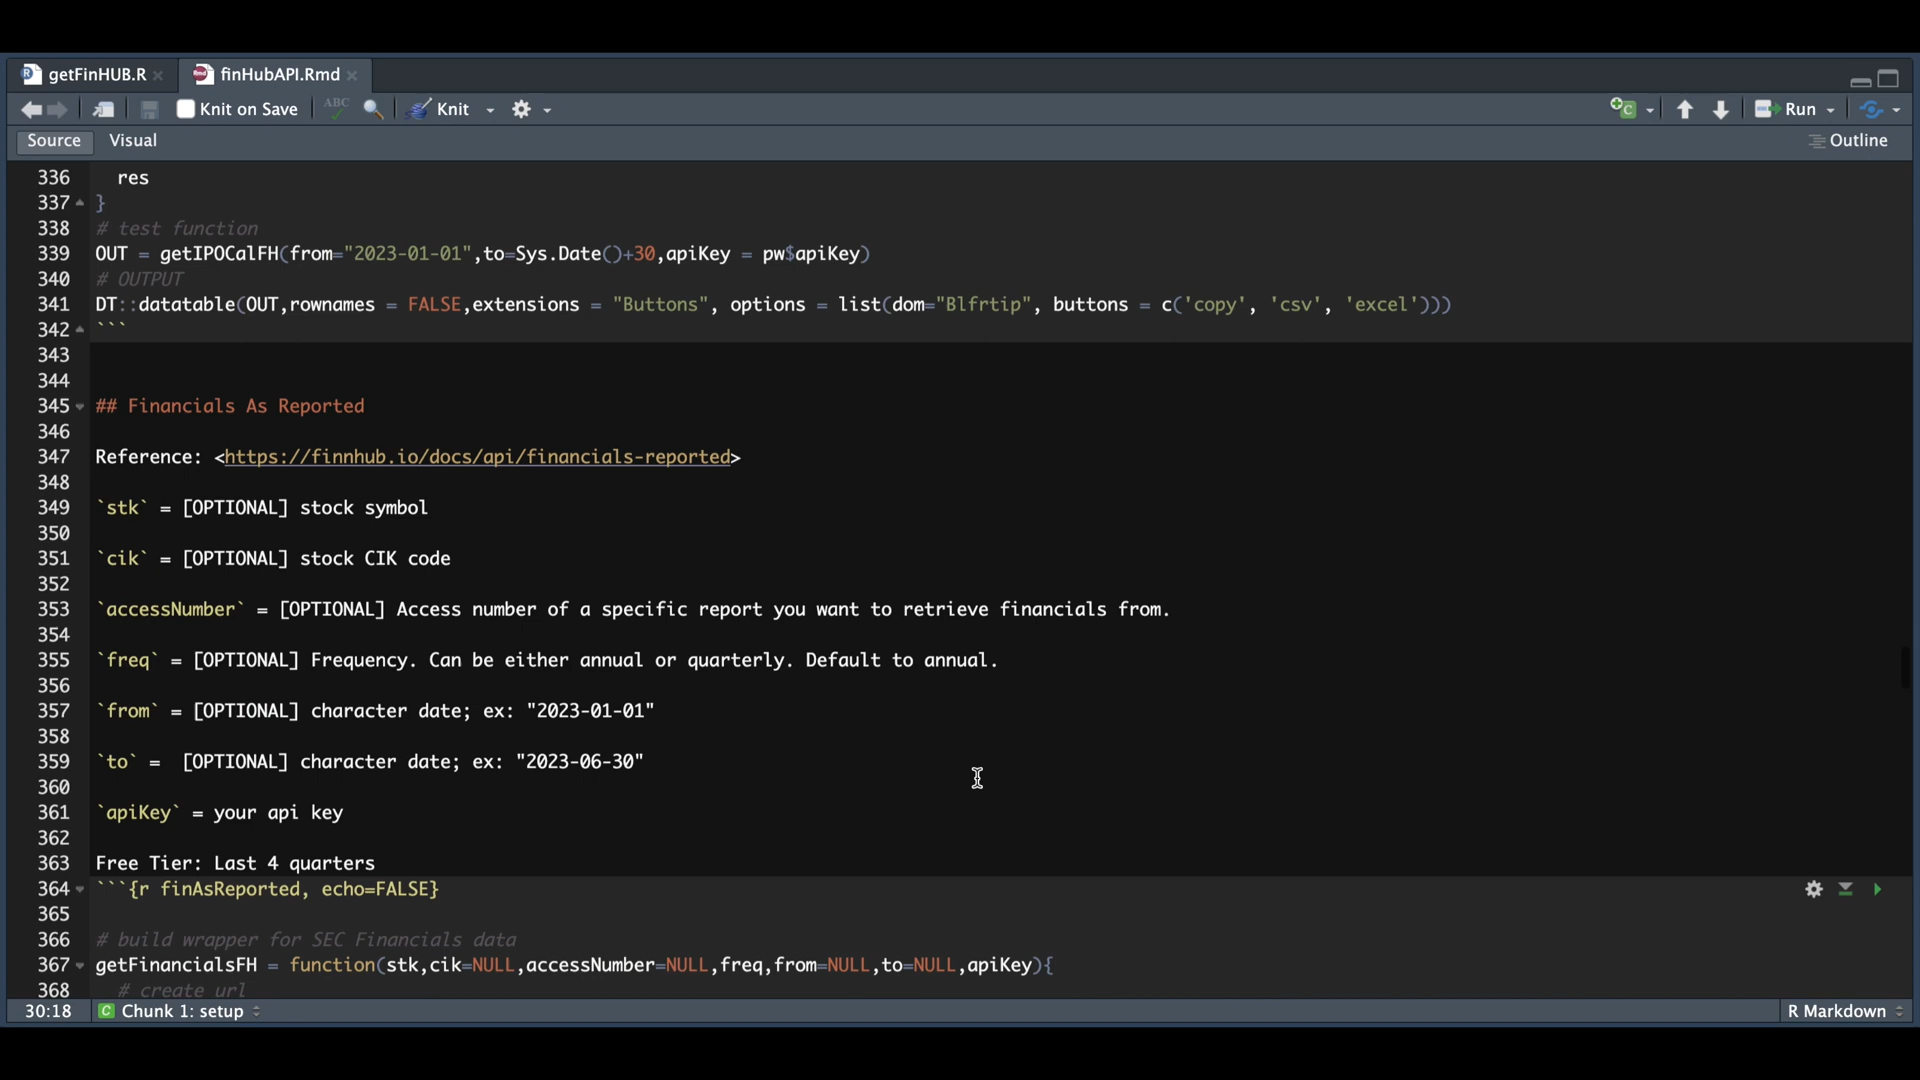 getFinHUB.R
finHubAPI.Rmd
Knit on Save
ABC
Knit
Run
Source
Visual
Outline
336 res
337 }
338 # test function
339 OUT = getIPOCalFH(from="2023-01-01",to=Sys.Date()+30,apiKey = pw$apiKey)
340 # OUTPUT
341 DT::datatable(OUT,rownames = FALSE,extensions = "Buttons", options = list(dom="Blfrtip", buttons = c('copy', 'csv', 'excel')))
342 ```
343
344
345 ## Financials As Reported
346
347 Reference: <https://finnhub.io/docs/api/financials-reported>
348
349 `stk` = [OPTIONAL] stock symbol
350
351 `cik` = [OPTIONAL] stock CIK code
352
353 `accessNumber` = [OPTIONAL] Access number of a specific report you want to retrieve financials from.
354
355 `freq` = [OPTIONAL] Frequency. Can be either annual or quarterly. Default to annual.
356
357 `from` = [OPTIONAL] character date; ex: "2023-01-01"
358
359 `to` =  [OPTIONAL] character date; ex: "2023-06-30"
360
361 `apiKey` = your api key
362
363 Free Tier: Last 4 quarters
364 ```{r finAsReported, echo=FALSE}
365
366 # build wrapper for SEC Financials data
367 getFinancialsFH = function(stk,cik=NULL,accessNumber=NULL,freq,from=NULL,to=NULL,apiKey){
368 # create url
30:18
C Chunk 1: setup
R Markdown